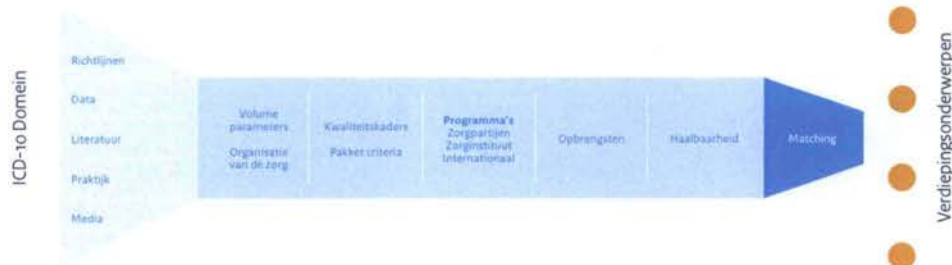 ICD-10 Domein
Richtlijnen
Data
Literatuur
Praktijk
Media
Volume
parameters
Organisatie
van de zorg
Kwaliteitskaders
Pakket criteria
Programma's
Zorgpartijen
Zorginstituut
Internationaal
Opbrengsten
Haalbaarheid
Matching
Verdiepingsonderwerpen